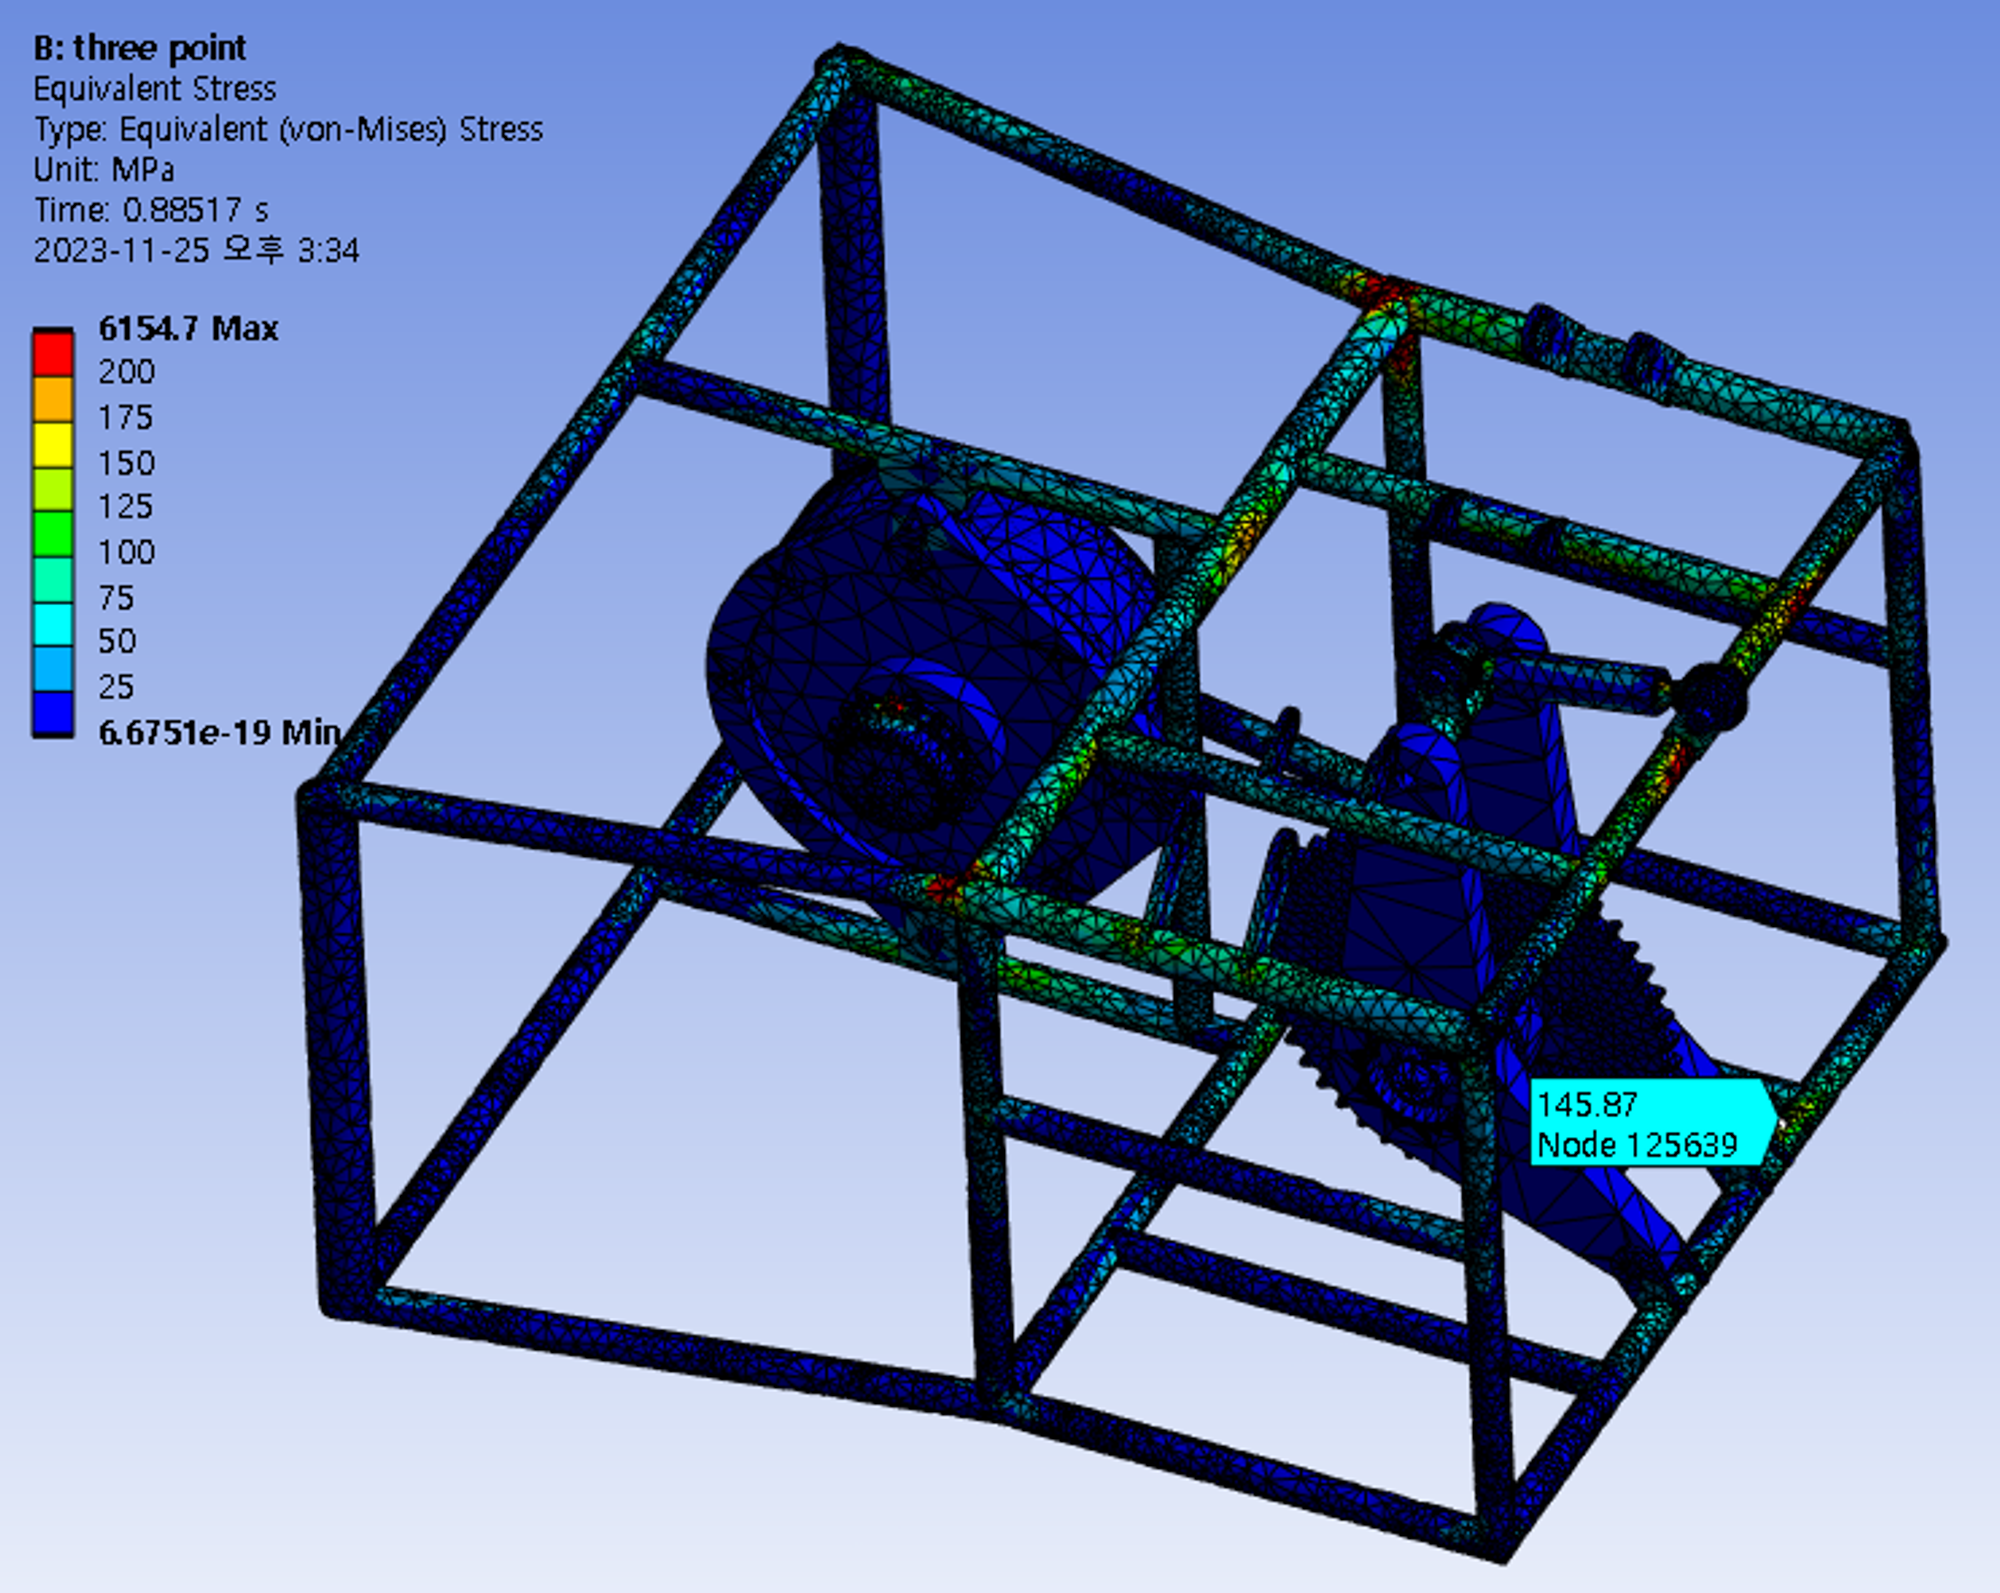 B: three point
Equivalent Stress
Type: Equivalent (von-Mises) Stress
Unit: MPa
Time: 0.88517 s
2023-11-25 오후 3:34
6154.7 Max
200
175
150
125
100
75
50
25
6.6751e-19 Min
145.87
Node 125639